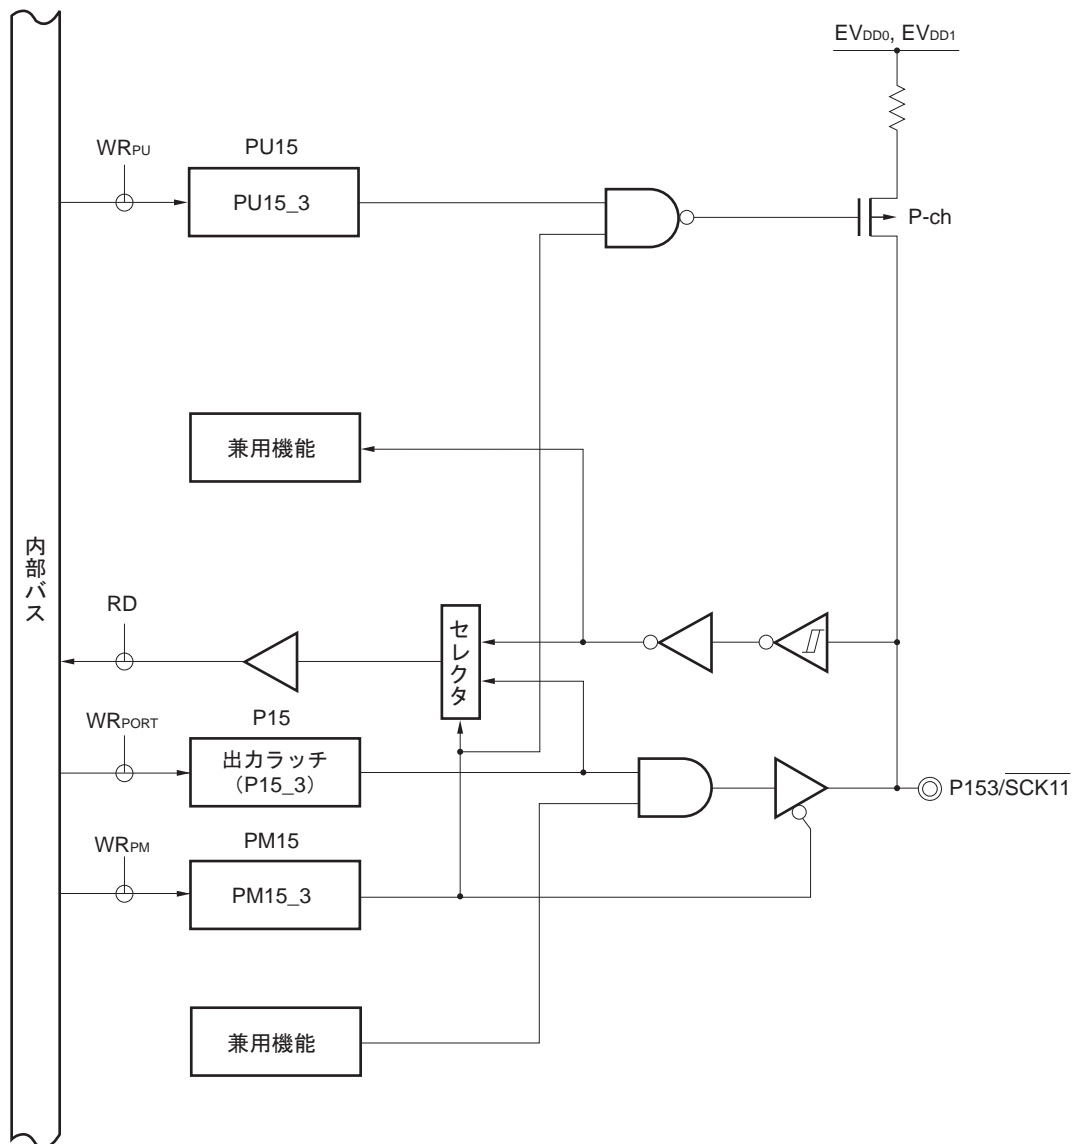 EVDD0, EVDD1
WRPU
PU15
PU15_3
P-ch
兼用機能
内部バス
RD
セレクタ
WRPORT
P15
出力ラッチ
（P15_3）
P153/SCK11
WRPM
PM15
PM15_3
兼用機能